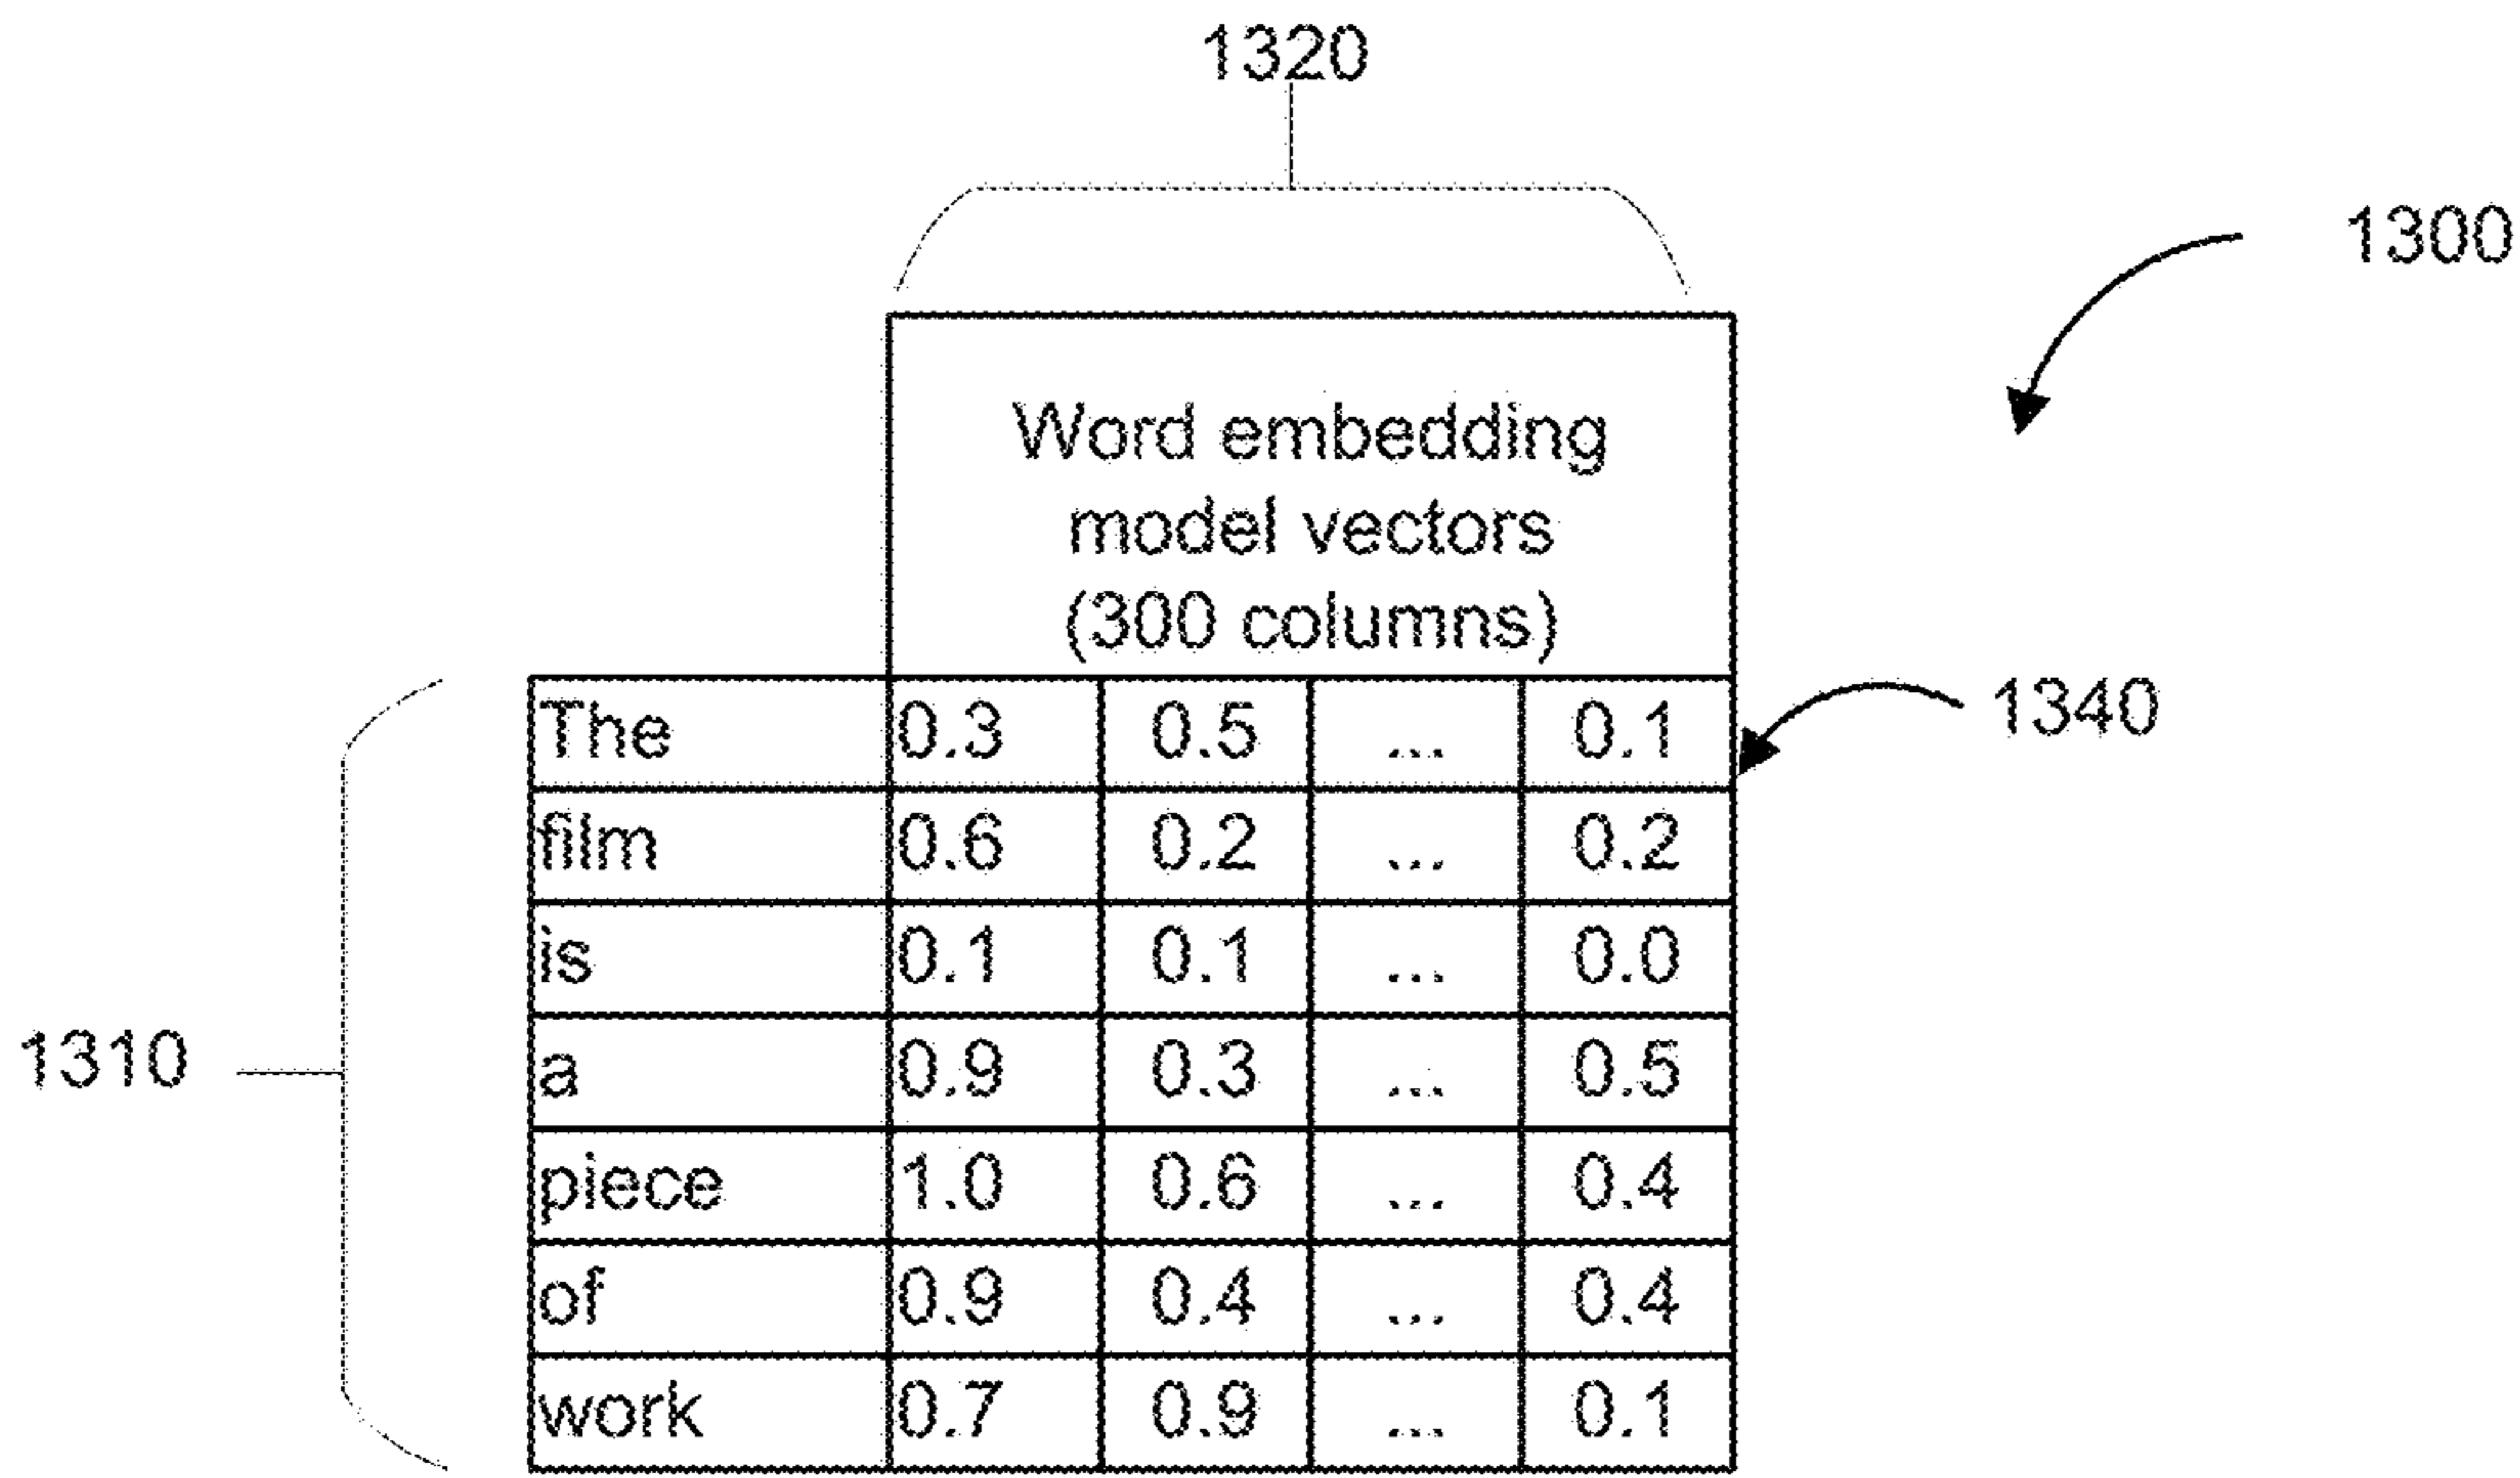 1320
1300
Word embedding
model vectors
(300 columns)
1340
The 0.3 0.5 ... 0.1
film 0.6 0.2 ... 0.2
is 0.1 0.1 ... 0.0
1310
a 0.9 0.3 ... 0.5
piece 1.0 0.6 ... 0.4
of 0.9 0.4 ... 0.4
work 0.7 0.9 ... 0.1